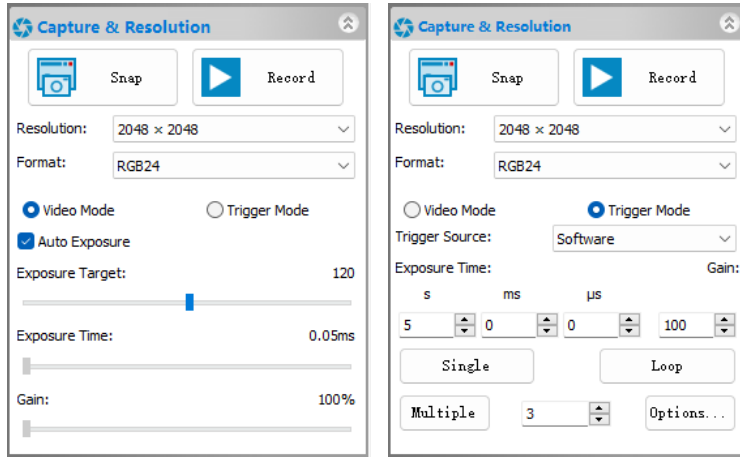 Capture & Resolution
Snap
Record
Resolution:
2048 × 2048
Format:
RGB24
Video Mode
Trigger Mode
Auto Exposure
Exposure Target:
120
Exposure Time:
0.05ms
Gain:
100%
Capture & Resolution
Snap
Record
Resolution:
2048 × 2048
Format:
RGB24
Video Mode
Trigger Mode
Trigger Source:
Software
Exposure Time:
Gain:
s
ms
µs
5
0
0
100
Single
Loop
Multiple
3
Options...